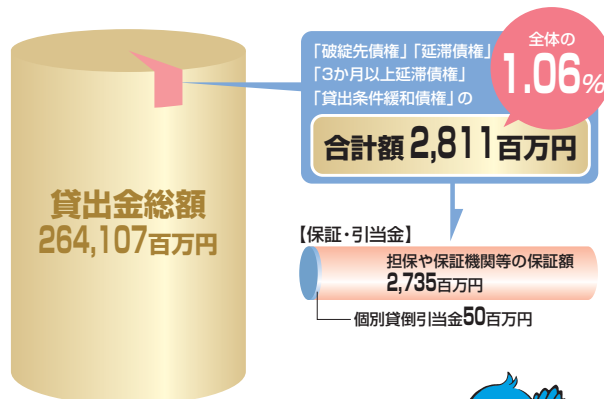 「破綻先債権」「延滞債権」
「3か月以上延滞債権」
「貸出条件緩和債権」の
全体の
1.06%
合計額 2,811百万円
貸出金総額
264,107百万円
【保証・引当金】
担保や保証機関等の保証額
2,735百万円
個別貸倒引当金50百万円